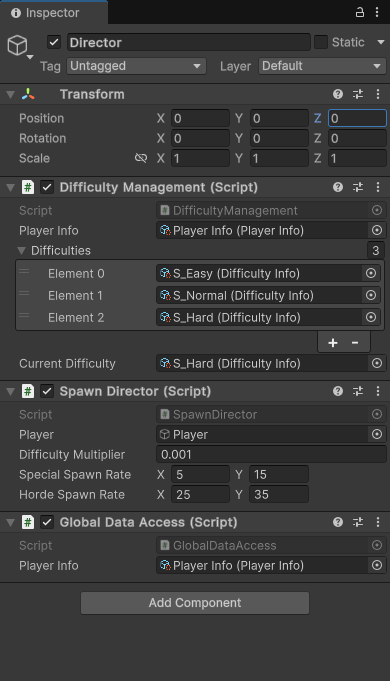 Inspector
Director Static
Tag Untagged Layer Default
Transform
Position X 0 Y 0 Z 0
Rotation X 0 Y 0 Z 0
Scale X 1 Y 1 Z 1
Difficulty Management (Script)
Script DifficultyManagement
Player Info Player Info (Player Info)
Difficulties 3
Element 0 S_Easy (Difficulty Info)
Element 1 S_Normal (Difficulty Info)
Element 2 S_Hard (Difficulty Info)
+ -
Current Difficulty S_Hard (Difficulty Info)
Spawn Director (Script)
Script SpawnDirector
Player Player
Difficulty Multiplier 0.001
Special Spawn Rate X 5 Y 15
Horde Spawn Rate X 25 Y 35
Global Data Access (Script)
Script GlobalDataAccess
Player Info Player Info (Player Info)
Add Component